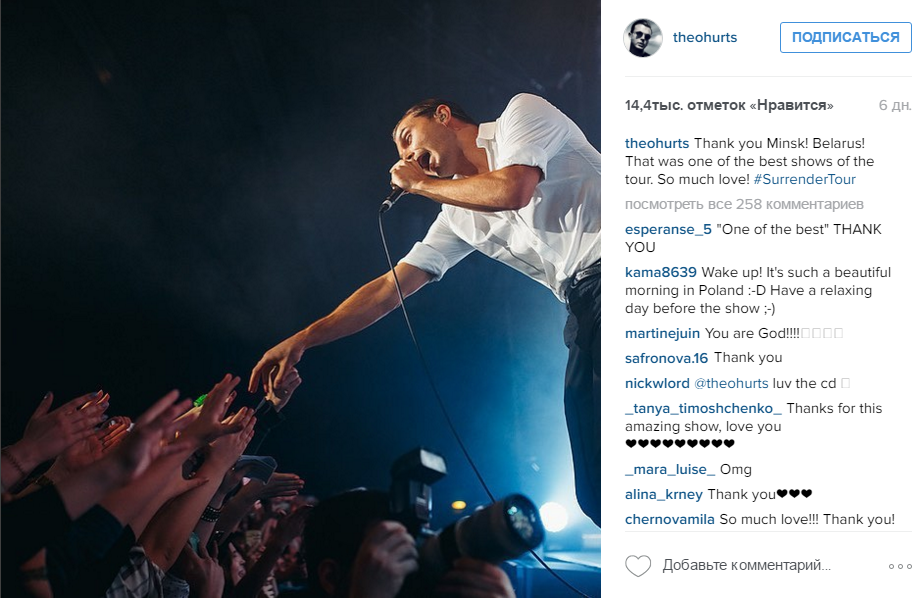 theohurts
ПОДПИСАТЬСЯ
14,4тыс. отметок «Нравится»
6 дн.
theohurts Thank you Minsk! Belarus!
That was one of the best shows of the
tour. So much love! #SurrenderTour
посмотреть все 258 комментариев
esperanse_5 "One of the best" THANK
YOU
kama8639 Wake up! It's such a beautiful
morning in Poland :-D Have a relaxing
day before the show ;-)
martinejuin You are God!!!!
safronova.16 Thank you
nickwlord @theohurts luv the cd
_tanya_timoshchenko_ Thanks for this
amazing show, love you
❤❤❤❤❤❤❤❤❤
_mara_luise_ Omg
alina_krney Thank you❤❤❤
chernovamila So much love!!! Thank you!
Добавьте комментарий...